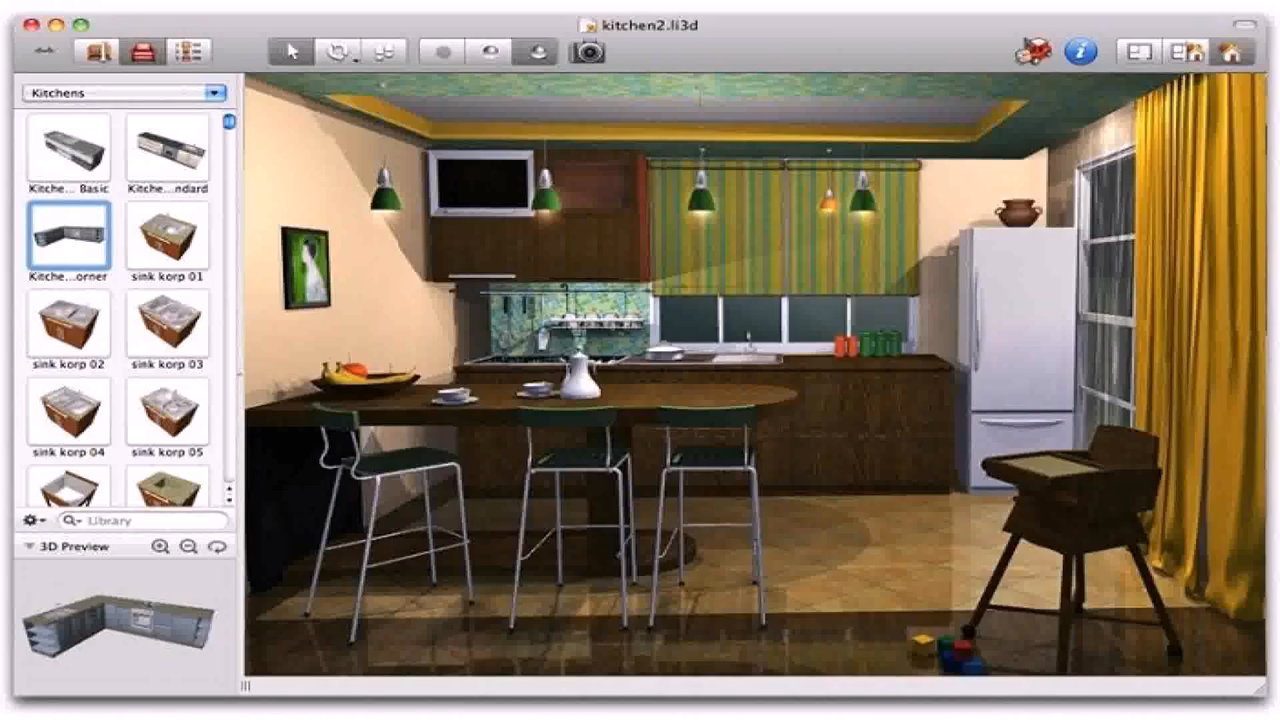 kitchen2.li3d
Kitchens
Kitche... Basic
Kitche...ndard
Kitche...orner
sink korp 01
sink korp 02
sink korp 03
sink korp 04
sink korp 05
Library
3D Preview